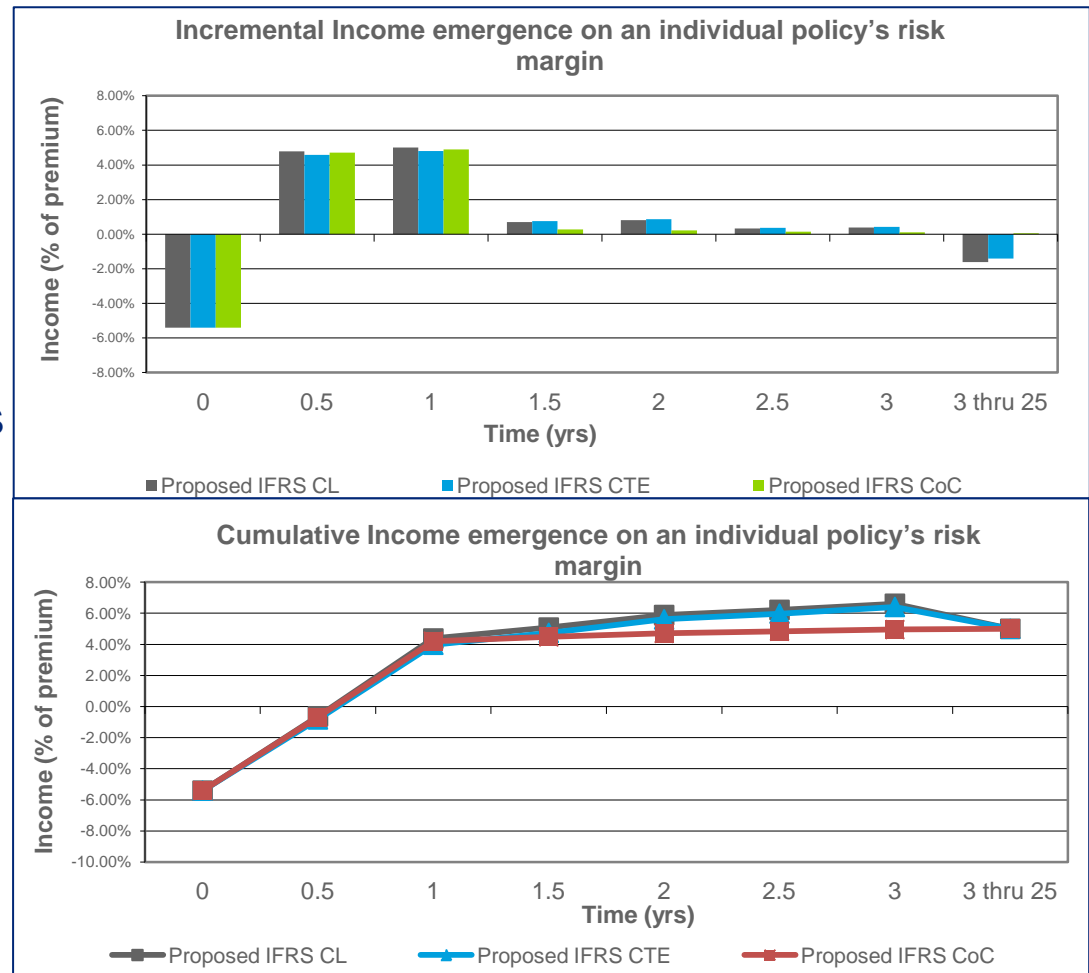 Incremental Income emergence on an individual policy’s risk
margin
Income (% of premium)
8.00%
6.00%
4.00%
2.00%
0.00%
-2.00%
-4.00%
-6.00%
-8.00%
0 0.5 1 1.5 2 2.5 3 3 thru 25
Time (yrs)
Proposed IFRS CL Proposed IFRS CTE Proposed IFRS CoC
Cumulative Income emergence on an individual policy’s risk
margin
Income (% of premium)
8.00%
6.00%
4.00%
2.00%
0.00%
-2.00%
-4.00%
-6.00%
-8.00%
-10.00%
0 0.5 1 1.5 2 2.5 3 3 thru 25
Time (yrs)
Proposed IFRS CL Proposed IFRS CTE Proposed IFRS CoC